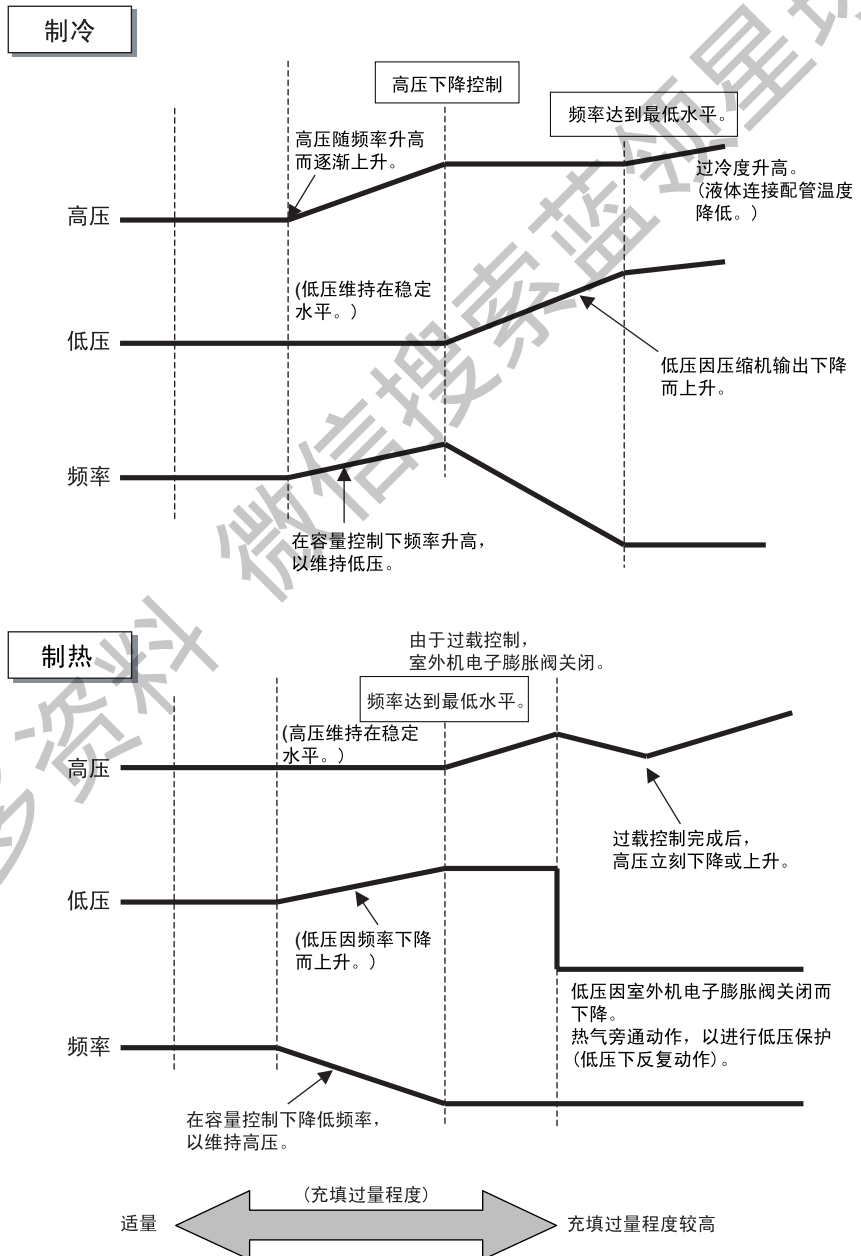 制冷
高压下降控制
频率达到最低水平。
高压随频率升高
而逐渐上升。
过冷度升高。
(液体连接配管温度
降低。)
高压
(低压维持在稳定
水平。)
低压
低压因压缩机输出下降
而上升。
频率
在容量控制下频率升高，
以维持低压。
制热
由于过载控制，
室外机电子膨胀阀关闭。
频率达到最低水平。
(高压维持在稳定
水平。)
高压
过载控制完成后，
高压立刻下降或上升。
低压
(低压因频率下降
而上升。)
低压因室外机电子膨胀阀关闭而
下降。
热气旁通动作，以进行低压保护
(低压下反复动作)。
频率
在容量控制下降低频率，
以维持高压。
(充填过量程度)
适量
充填过量程度较高
多资料 微信搜索蓝领星球